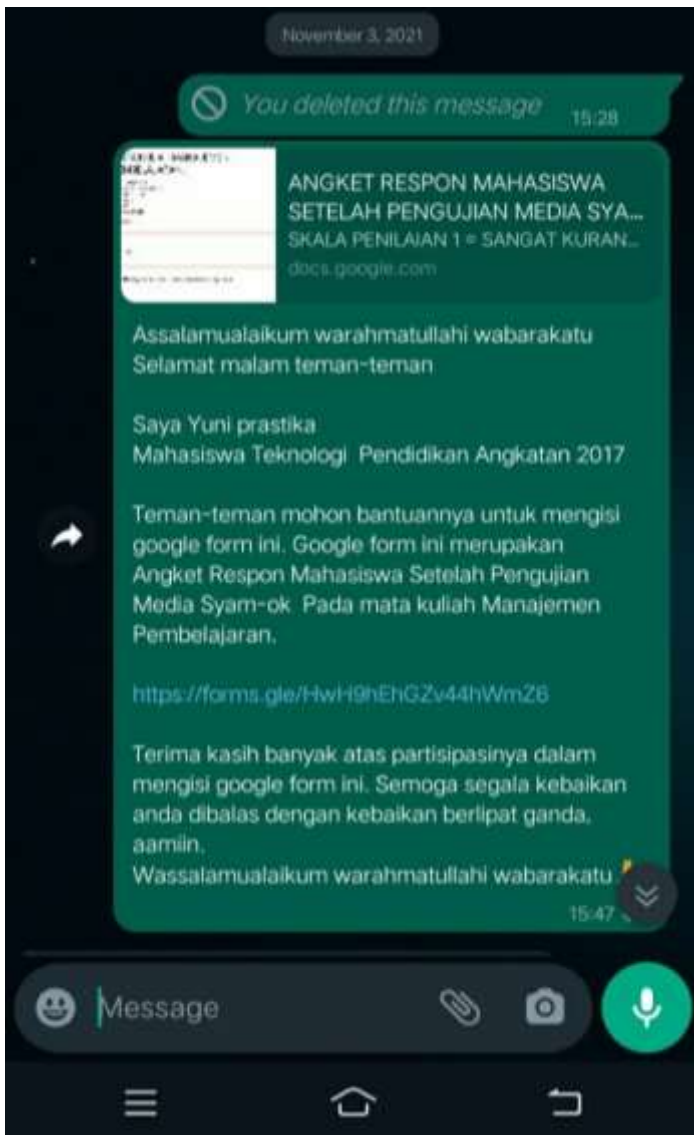 November 3, 2021
You deleted this message 15:28
ANGKET RESPON MAHASISWA
SETELAH PENGUJIAN MEDIA SYA...
SKALA PENILAIAN 1 = SANGAT KURAN...
docs.google.com
Assalamualaikum warahmatullahi wabarakatu
Selamat malam teman-teman
Saya Yuni prastika
Mahasiswa Teknologi Pendidikan Angkatan 2017
Teman-teman mohon bantuannya untuk mengisi
google form ini. Google form ini merupakan
Angket Respon Mahasiswa Setelah Pengujian
Media Syam-ok Pada mata kuliah Manajemen
Pembelajaran.
https://forms.gle/HwH9hEhGZv44hWmZ6
Terima kasih banyak atas partisipasinya dalam
mengisi google form ini. Semoga segala kebaikan
anda dibalas dengan kebaikan berlipat ganda,
aamiin.
Wassalamualaikum warahmatullahi wabarakatu
15:47
Message